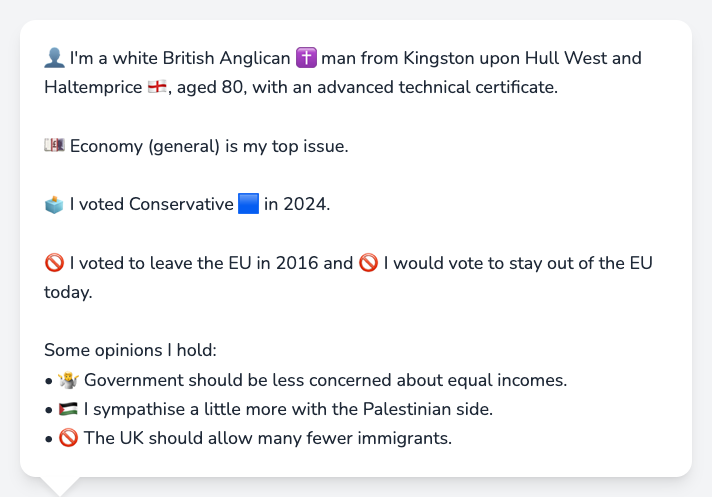 👤 I'm a white British Anglican ✝️ man from Kingston upon Hull West and
Haltemprice 🏴󠁧󠁢󠁥󠁮󠁧󠁿, aged 80, with an advanced technical certificate.
💷 Economy (general) is my top issue.
🗳️ I voted Conservative 🟦 in 2024.
🚫 I voted to leave the EU in 2016 and 🚫 I would vote to stay out of the EU
today.
Some opinions I hold:
• 🤷 Government should be less concerned about equal incomes.
• 🇵🇸 I sympathise a little more with the Palestinian side.
• 🚫 The UK should allow many fewer immigrants.